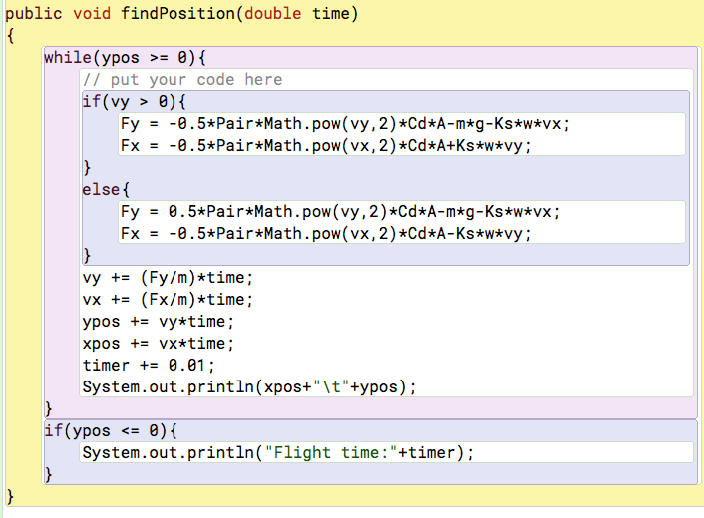 public void findPosition(double time)
{
while(ypos >= 0){
// put your code here
if(vy > 0){
Fy = -0.5*Pair*Math.pow(vy,2)*Cd*A-m*g-Ks*w*vx;
Fx = -0.5*Pair*Math.pow(vx,2)*Cd*A+Ks*w*vy;
}
else{
Fy = 0.5*Pair*Math.pow(vy,2)*Cd*A-m*g-Ks*w*vx;
Fx = -0.5*Pair*Math.pow(vx,2)*Cd*A-Ks*w*vy;
}
vy += (Fy/m)*time;
vx += (Fx/m)*time;
ypos += vy*time;
xpos += vx*time;
timer += 0.01;
System.out.println(xpos+"\t"+ypos);
}
if(ypos <= 0){
System.out.println("Flight time:"+timer);
}
}